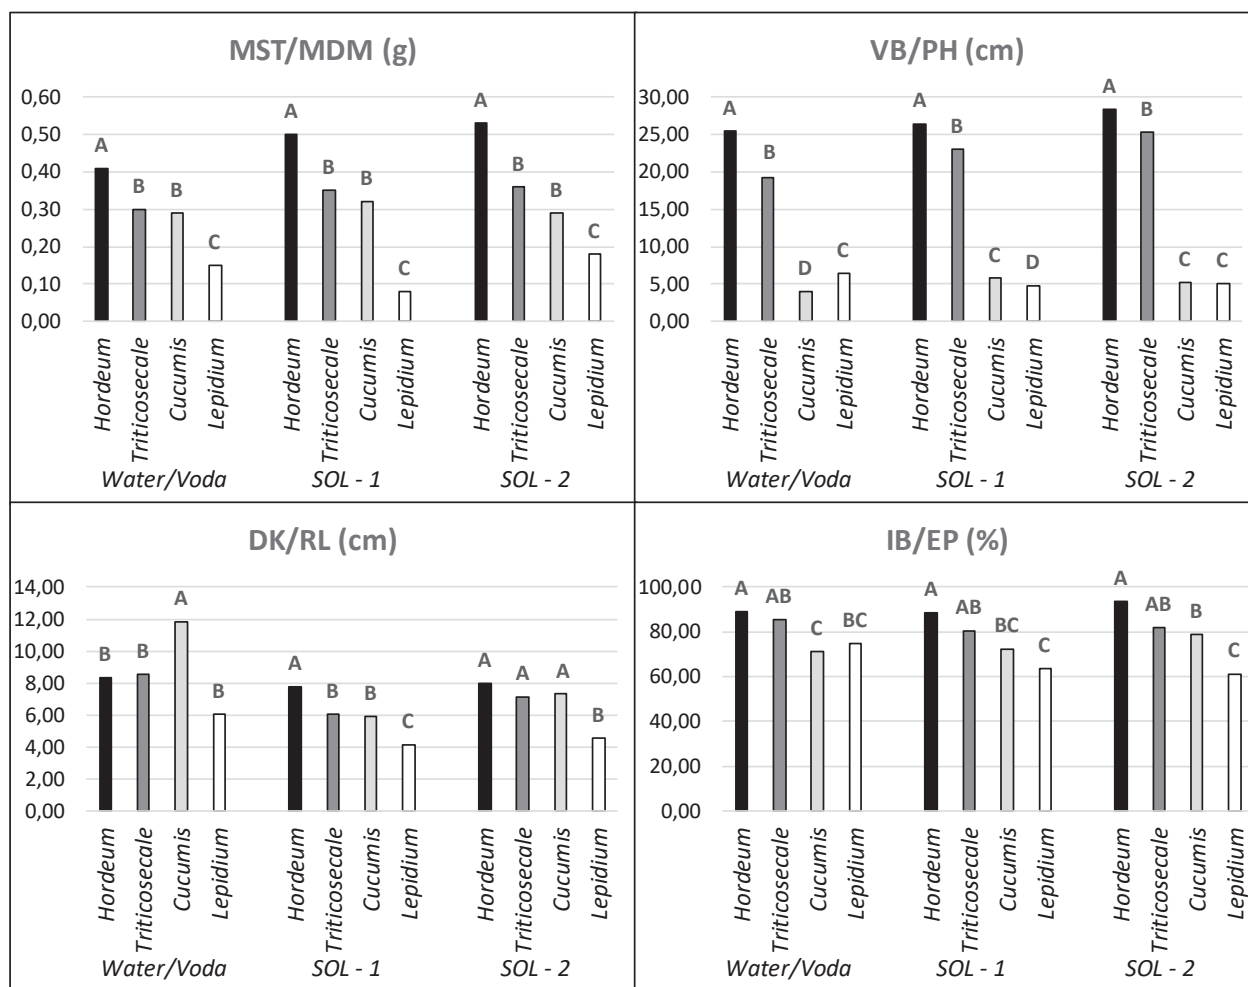 MST/MDM (g)
0,60
0,50
0,40
0,30
0,20
0,10
0,00
A B B C A B B C A B B C
Hordeum Triticosecale Cucumis Lepidium Hordeum Triticosecale Cucumis Lepidium Hordeum Triticosecale Cucumis Lepidium
Water/Voda SOL - 1 SOL - 2
VB/PH (cm)
30,00
25,00
20,00
15,00
10,00
5,00
0,00
A B D C A B C D A B C C
Hordeum Triticosecale Cucumis Lepidium Hordeum Triticosecale Cucumis Lepidium Hordeum Triticosecale Cucumis Lepidium
Water/Voda SOL - 1 SOL - 2
DK/RL (cm)
14,00
12,00
10,00
8,00
6,00
4,00
2,00
0,00
B B A B A B B C A A A B
Hordeum Triticosecale Cucumis Lepidium Hordeum Triticosecale Cucumis Lepidium Hordeum Triticosecale Cucumis Lepidium
Water/Voda SOL - 1 SOL - 2
IB/EP (%)
100,00
80,00
60,00
40,00
20,00
0,00
A AB C BC A AB BC C A AB B C
Hordeum Triticosecale Cucumis Lepidium Hordeum Triticosecale Cucumis Lepidium Hordeum Triticosecale Cucumis Lepidium
Water/Voda SOL - 1 SOL - 2